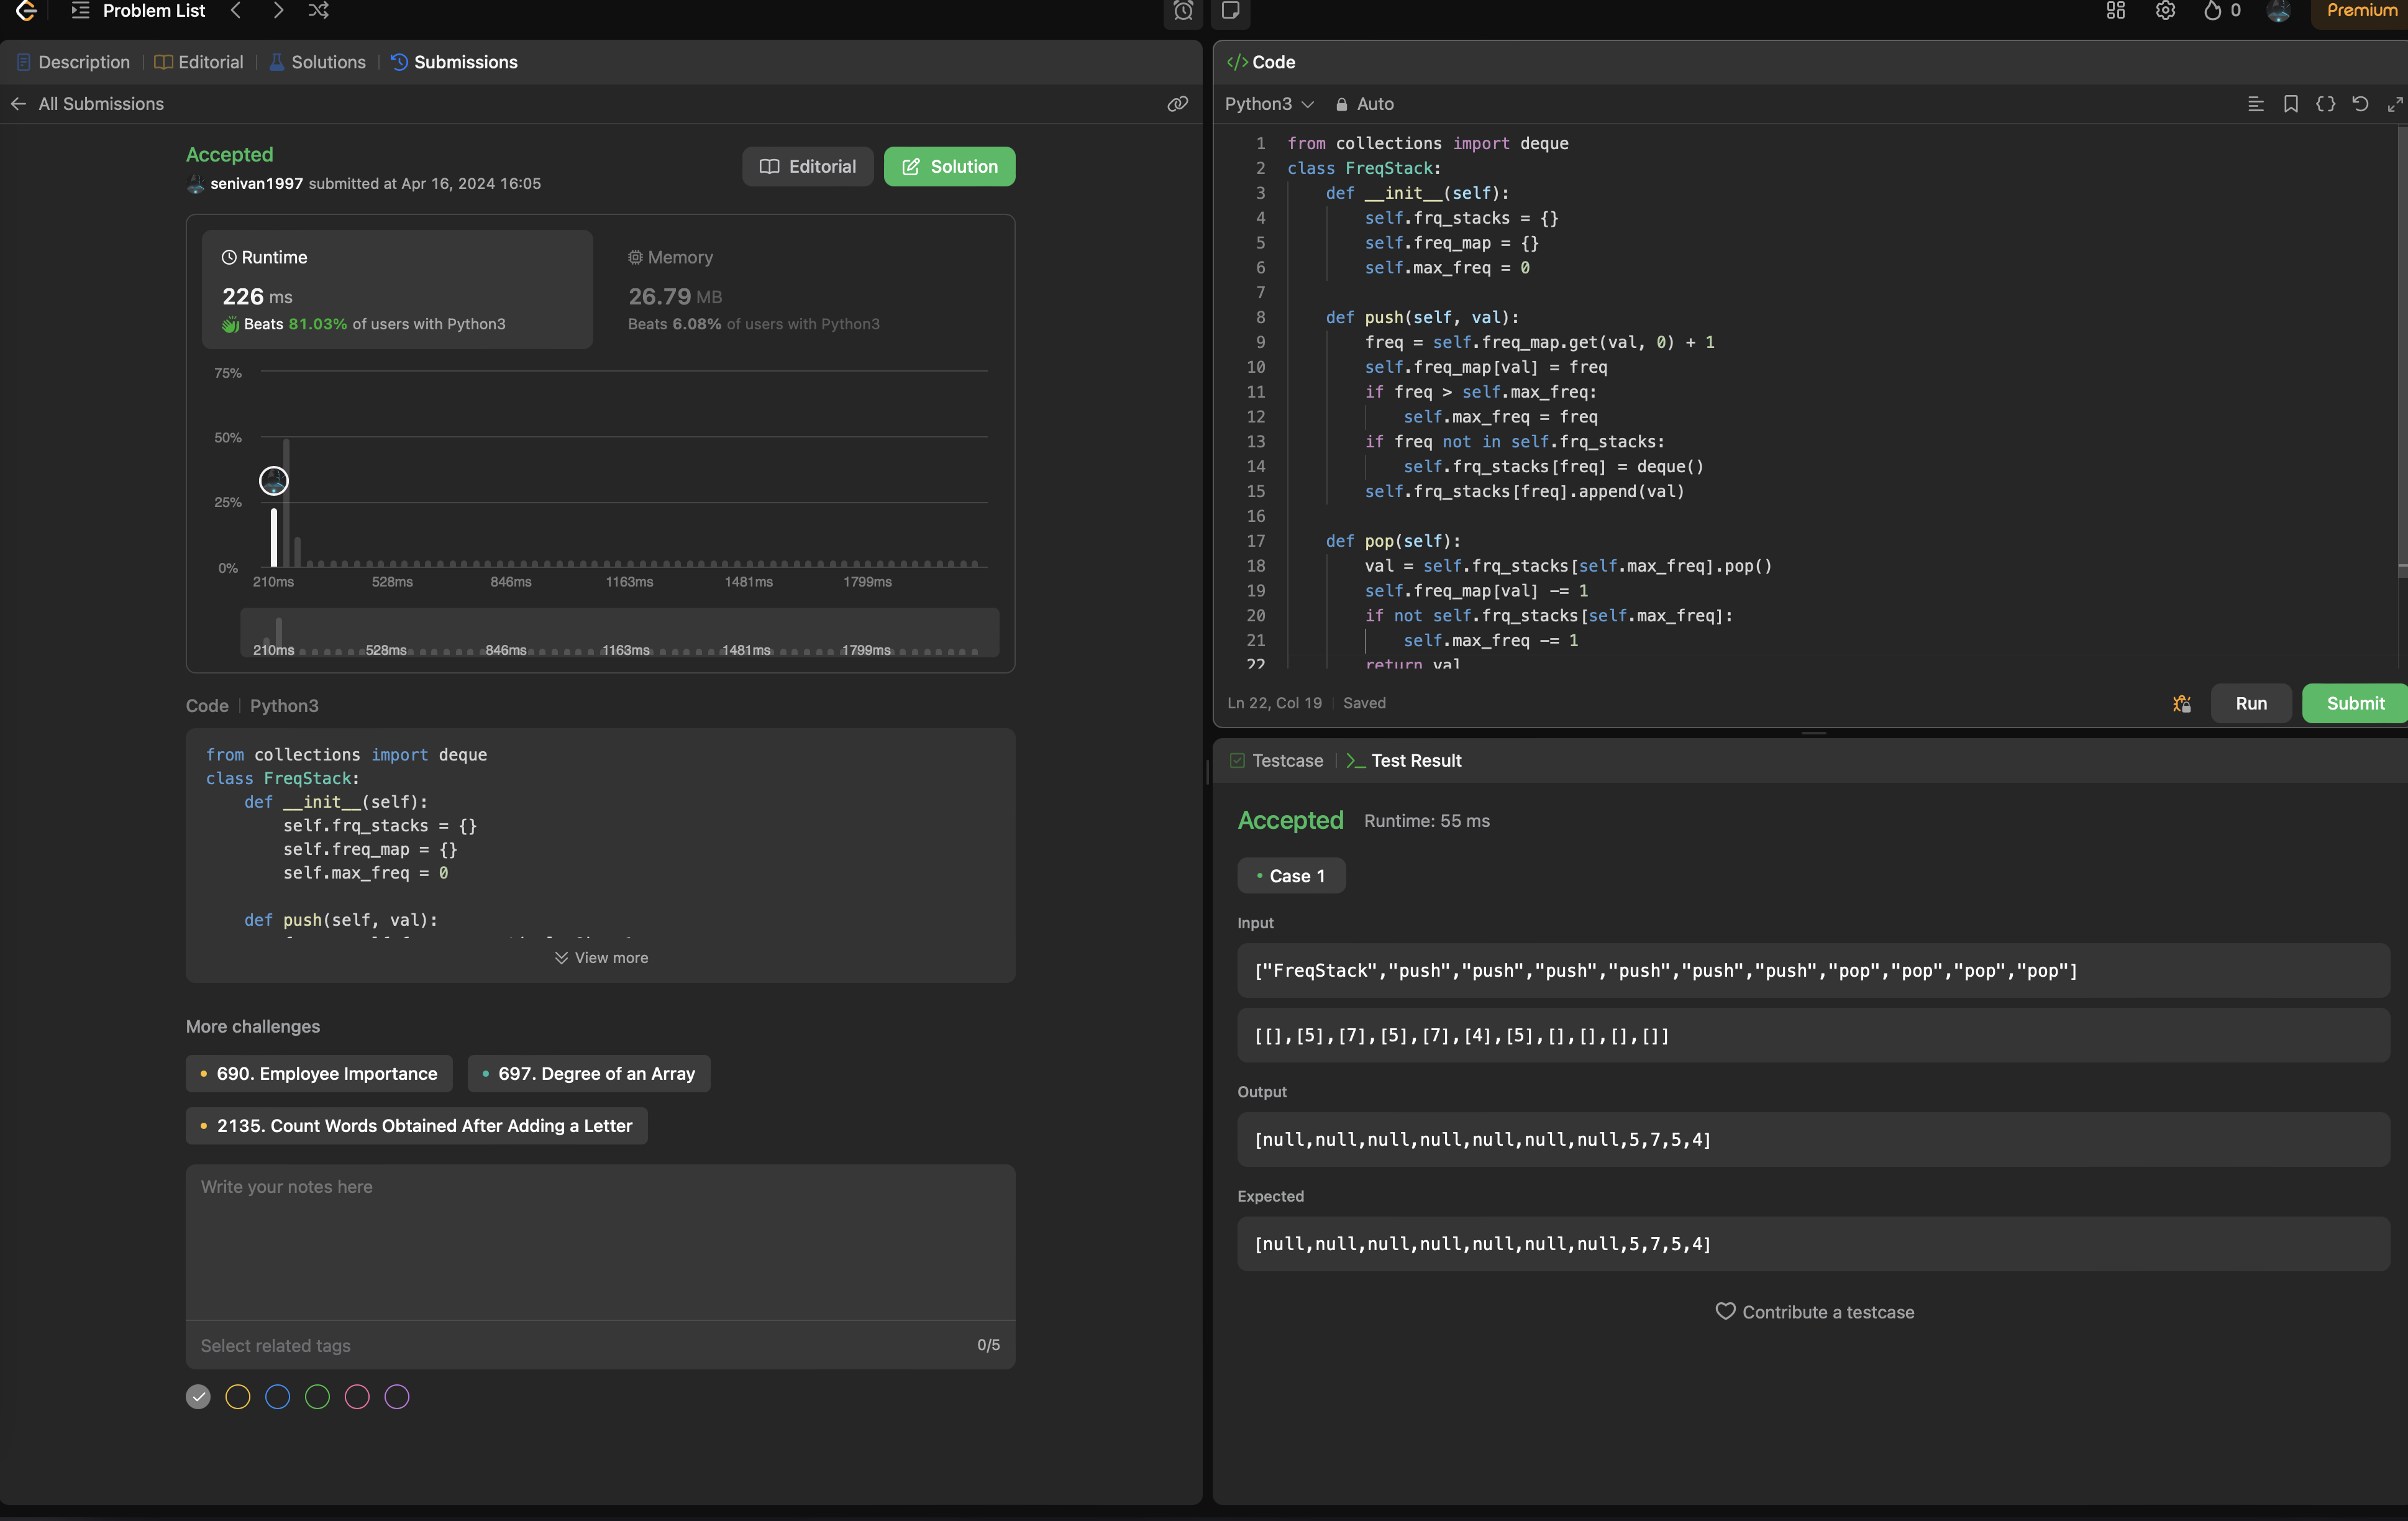 Problem List
0
Premium
Description
Editorial
Solutions
Submissions
All Submissions
Accepted
senivan1997 submitted at Apr 16, 2024 16:05
Editorial
Solution
Runtime
226 ms
Beats 81.03% of users with Python3
Memory
26.79 MB
Beats 6.08% of users with Python3
75%
50%
25%
0%
210ms 528ms 846ms 1163ms 1481ms 1799ms
210ms 528ms 846ms 1163ms 1481ms 1799ms
Code | Python3
from collections import deque
class FreqStack:
    def __init__(self):
        self.frq_stacks = {}
        self.freq_map = {}
        self.max_freq = 0
    def push(self, val):
View more
More challenges
690. Employee Importance
697. Degree of an Array
2135. Count Words Obtained After Adding a Letter
Write your notes here
Select related tags
0/5
</> Code
Python3
Auto
1 from collections import deque
2 class FreqStack:
3     def __init__(self):
4         self.frq_stacks = {}
5         self.freq_map = {}
6         self.max_freq = 0
7
8     def push(self, val):
9         freq = self.freq_map.get(val, 0) + 1
10         self.freq_map[val] = freq
11         if freq > self.max_freq:
12             self.max_freq = freq
13         if freq not in self.frq_stacks:
14             self.frq_stacks[freq] = deque()
15         self.frq_stacks[freq].append(val)
16
17     def pop(self):
18         val = self.frq_stacks[self.max_freq].pop()
19         self.freq_map[val] -= 1
20         if not self.frq_stacks[self.max_freq]:
21             self.max_freq -= 1
22         return val
Ln 22, Col 19
Saved
Run
Submit
Testcase
Test Result
Accepted
Runtime: 55 ms
Case 1
Input
["FreqStack","push","push","push","push","push","push","pop","pop","pop","pop"]
[[],[5],[7],[5],[7],[4],[5],[],[],[],[]]
Output
[null,null,null,null,null,null,null,5,7,5,4]
Expected
[null,null,null,null,null,null,null,5,7,5,4]
Contribute a testcase